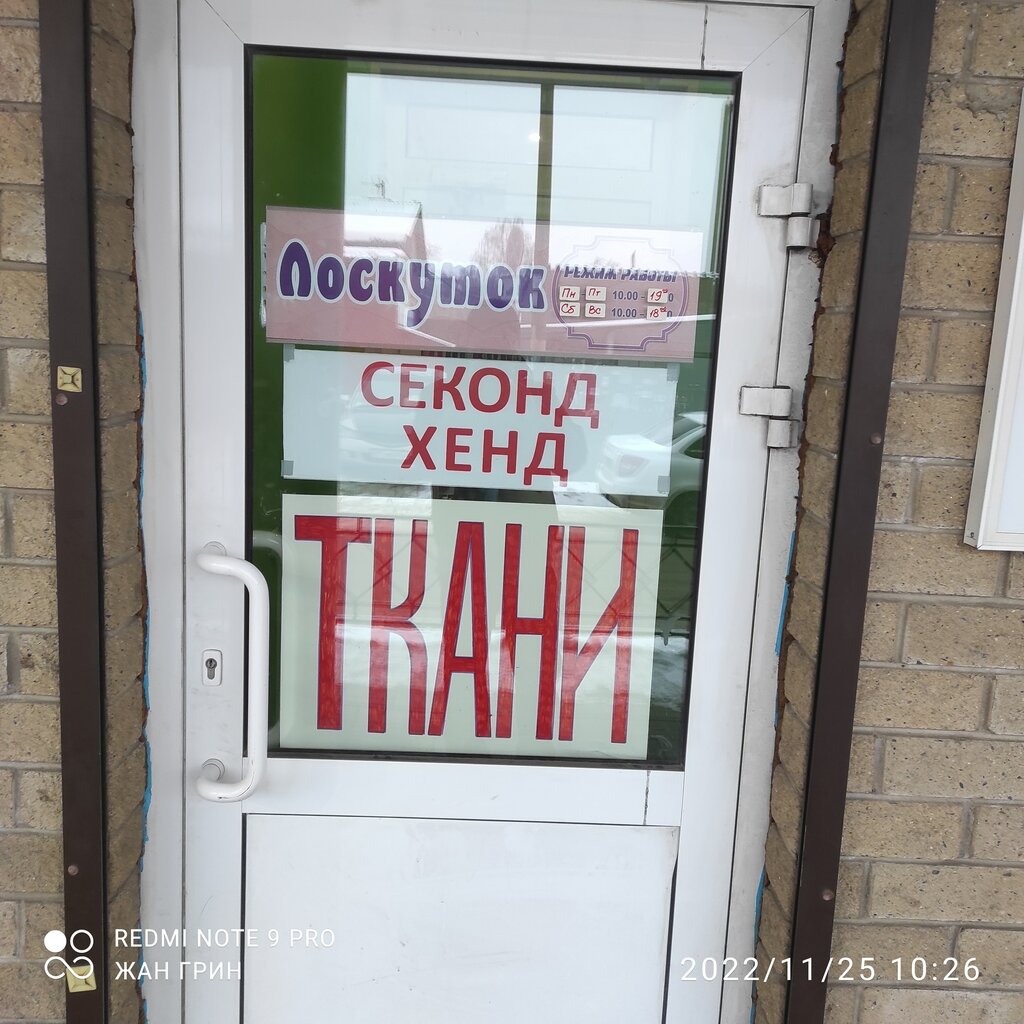 Лоскуток
РЕЖИМ РАБОТЫ
Пн - Пт 10.00 - 19⁰⁰
Сб Вс 10.00 - 18⁰⁰
СЕКОНД
ХЕНД
ТКАНИ
REDMI NOTE 9 PRO
ЖАН ГРИН
2022/11/25 10:26